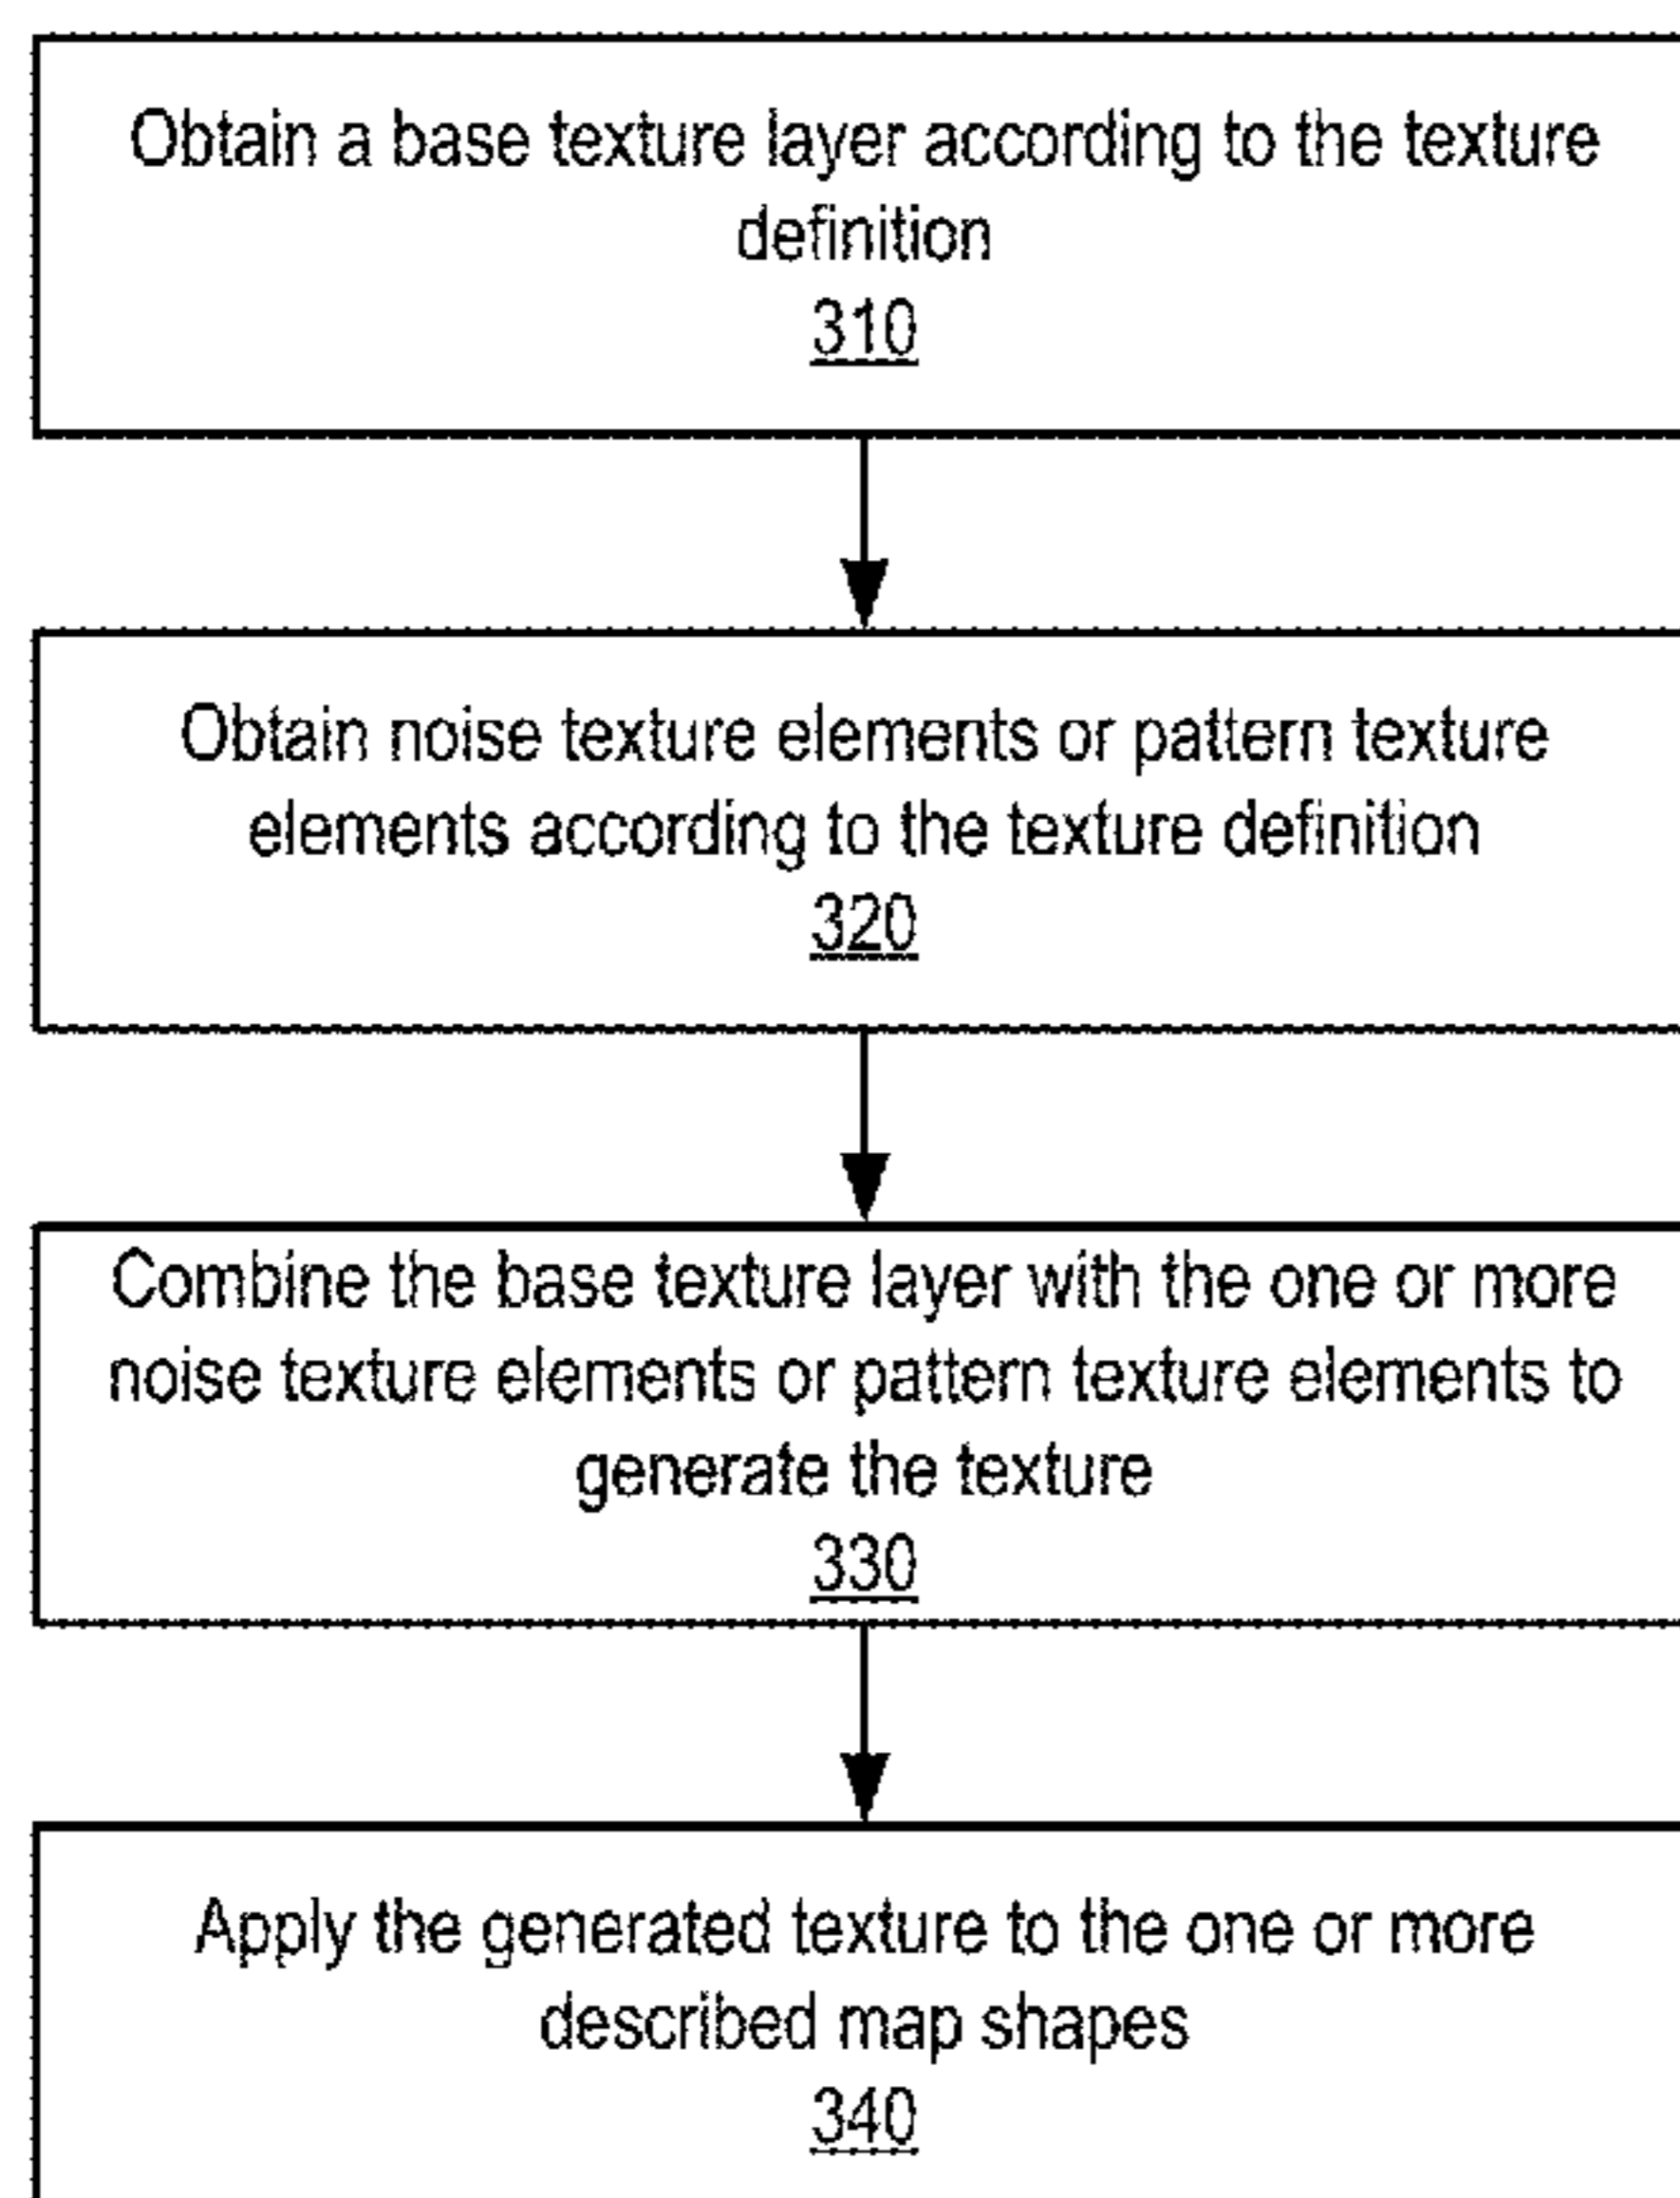 Obtain a base texture layer according to the texture
definition
310
Obtain noise texture elements or pattern texture
elements according to the texture definition
320
Combine the base texture layer with the one or more
noise texture elements or pattern texture elements to
generate the texture
330
Apply the generated texture to the one or more
described map shapes
340